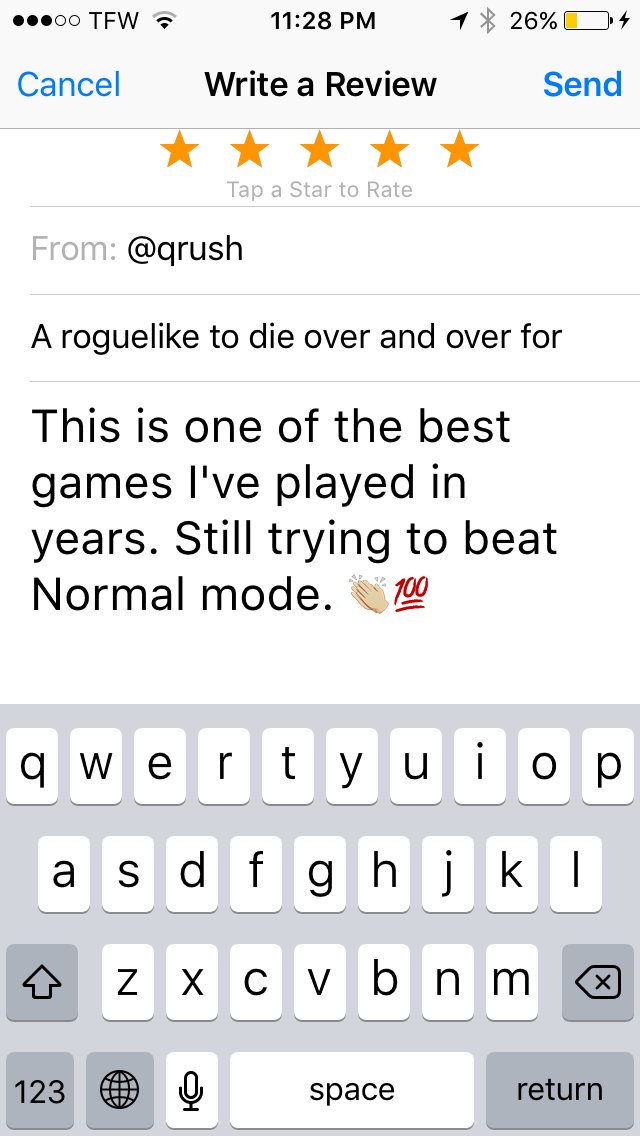 TFW 11:28 PM 26%
Cancel Write a Review Send
Tap a Star to Rate
From: @qrush
A roguelike to die over and over for
This is one of the best
games I've played in
years. Still trying to beat
Normal mode. 👏🏼💯
q w e r t y u i o p
a s d f g h j k l
z x c v b n m
123 space return